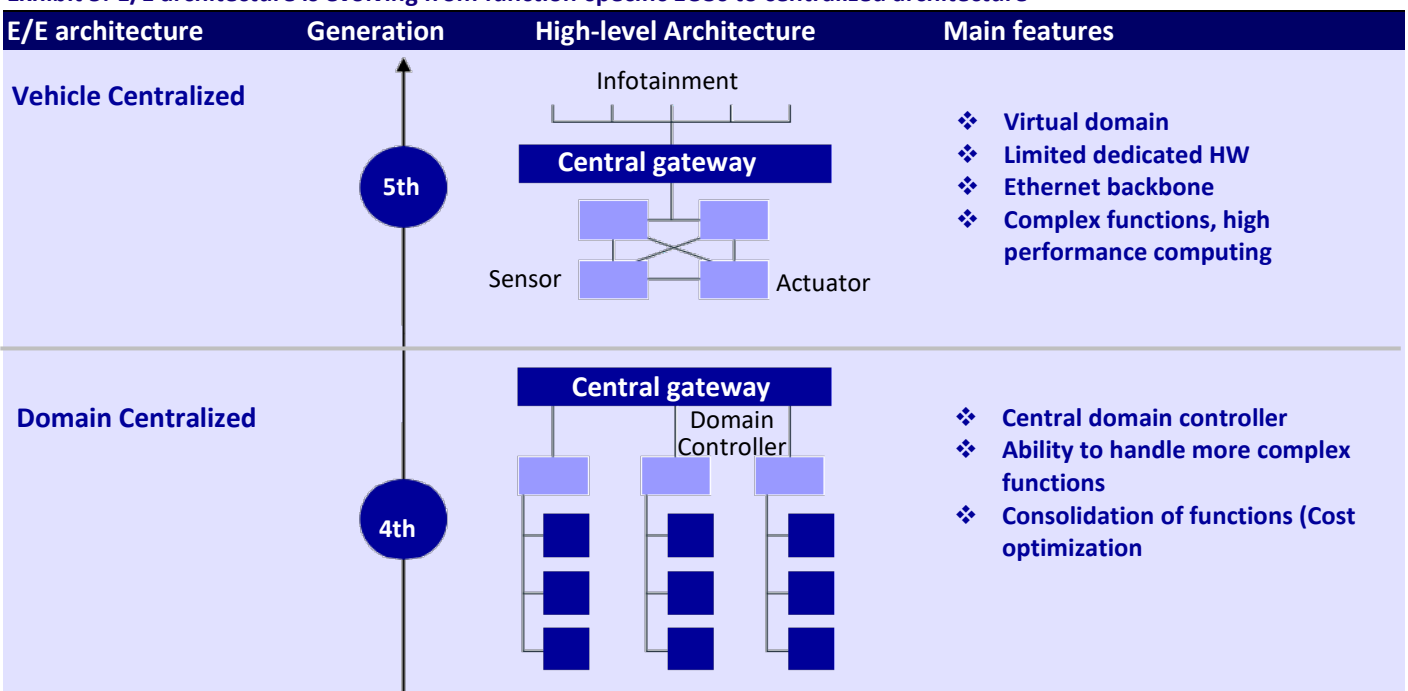 E/E architecture Generation High-level Architecture Main features
Vehicle Centralized
Infotainment
Central gateway
5th
Sensor
Actuator
❖ Virtual domain
❖ Limited dedicated HW
❖ Ethernet backbone
❖ Complex functions, high
performance computing
Domain Centralized
Central gateway
Domain
Controller
4th
❖ Central domain controller
❖ Ability to handle more complex
functions
❖ Consolidation of functions (Cost
optimization